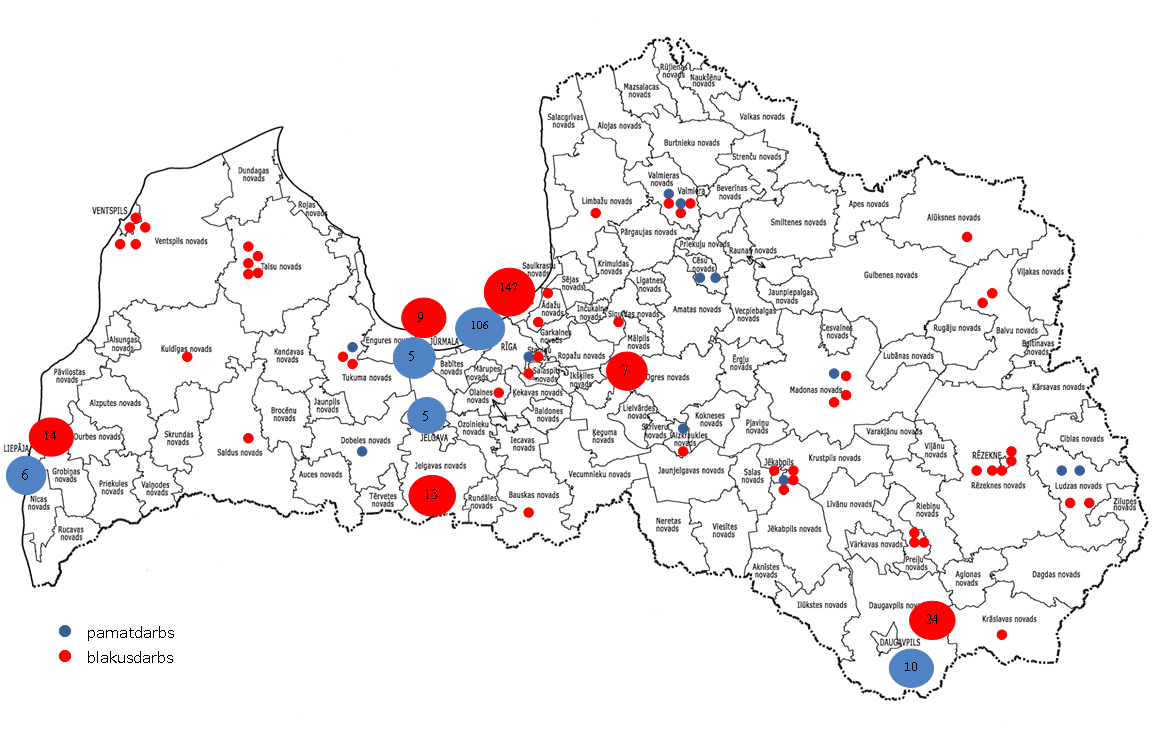 Rūjienas
novads
Naukšēnu
novads
Mazsalacas
novads
Salacgrīvas
novads
Alojas novads
Valkas novads
Burtnieku novads
Strenču novads
Dundagas
novads
Valmieras
novads
Valmiera
Beverīnas
novads
Rojas
novads
Limbažu novads
Apes novads
VENTSPILS
Alūksnes novads
Smiltenes novads
Ventspils novads
Pārgaujas novads
Priekuļu novads
Raunas novads
Talsu novads
Saulkrastu
novads
Krimuldas
novads
Cēsu
novads
Gulbenes novads
Viļakas novads
Sējas
novads
Līgatnes
novads
147
Jaunpiebalgas
novads
Ādažu
novads
Inčukalna
novads
Siguldas novads
Amatas novads
Vecpiebalgas
novads
9
106
Garkalnes
novads
Mālpils
novads
Cesvaines
novads
Rugāju novads
Balvu novads
Baltinavas
novads
Alsungas
novads
Kuldīgas novads
Kandavas
novads
Engures novads
JŪRMALA
RĪGA
5
Ropažu novads
Lubānas novads
Ērgļu
novads
Pāvilostas
novads
Tukuma novads
Babītes
novads
Mārupes
novads
Salaspils
novads
Ikšķiles
novads
7
Ogres novads
Kārsavas novads
Madonas novads
Aizputes novads
Jaunpils
novads
Olaines
novads
Ķekavas novads
Brocēnu
novads
5
Baldones
novads
Lielvārdes
novads
Kokneses
novads
Pļaviņu
novads
Varakļānu novads
LIEPĀJA
14
Durbes novads
Skrundas
novads
Saldus novads
Dobeles novads
JELGAVA
Ozolnieku
novads
Iecavas
novads
Ķeguma
novads
Skrīveru
novads
Aizkraukles
novads
Viļānu
novads
Ciblas novads
6
Grobiņas
novads
Priekules
novads
Vaiņodes
novads
Auces novads
Jelgavas novads
Vecumnieku novads
Jaunjelgavas novads
Salas
novads
Jēkabpils
Krustpils novads
RĒZEKNE
Rēzeknes novads
Ludzas novads
Nīcas
novads
Tērvetes
novads
13
Rundāles
novads
Bauskas novads
Līvānu novads
Riebiņu
novads
Zilupes
novads
Rucavas
novads
Neretas
novads
Viesītes
novads
Jēkabpils novads
Vārkavas novads
Preiļu
novads
Aknīstes
novads
Aglonas
novads
Dagdas novads
Ilūkstes novads
Daugavpils novads
24
Krāslavas novads
DAUGAVPILS
10
pamatdarbs
blakusdarbs